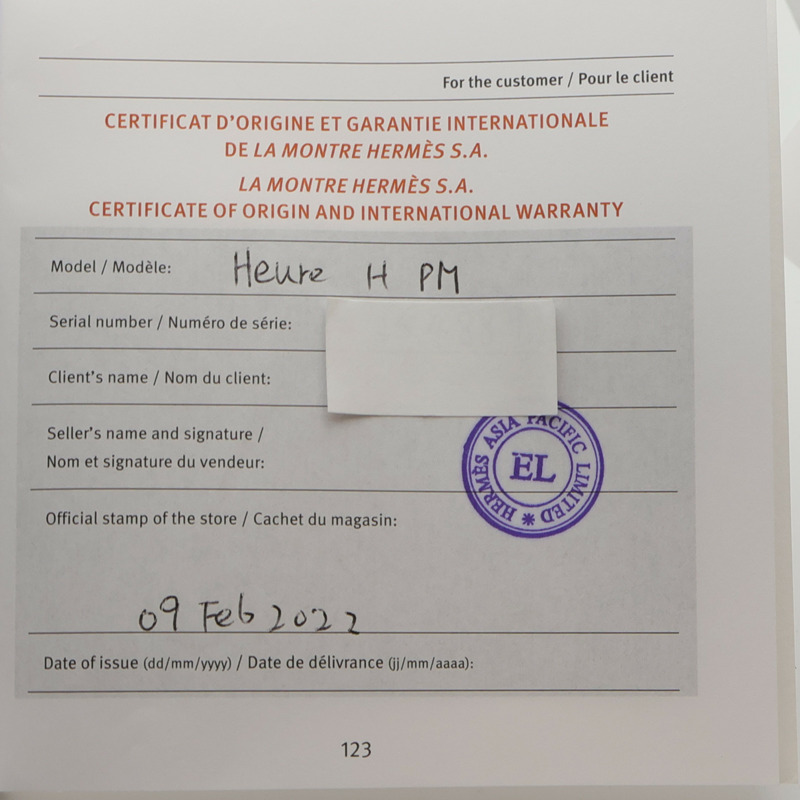 For the customer / Pour le client
CERTIFICAT D'ORIGINE ET GARANTIE INTERNATIONALE
DE LA MONTRE HERMÈS S.A.
LA MONTRE HERMÈS S.A.
CERTIFICATE OF ORIGIN AND INTERNATIONAL WARRANTY
Model / Modèle: Heure H PM
Serial number / Numéro de série:
Client's name / Nom du client:
Seller's name and signature /
Nom et signature du vendeur:
HERMÈS ASIA PACIFIC LIMITED
EL
Official stamp of the store / Cachet du magasin:
09 Feb 2022
Date of issue (dd/mm/yyyy) / Date de délivrance (jj/mm/aaaa):
123